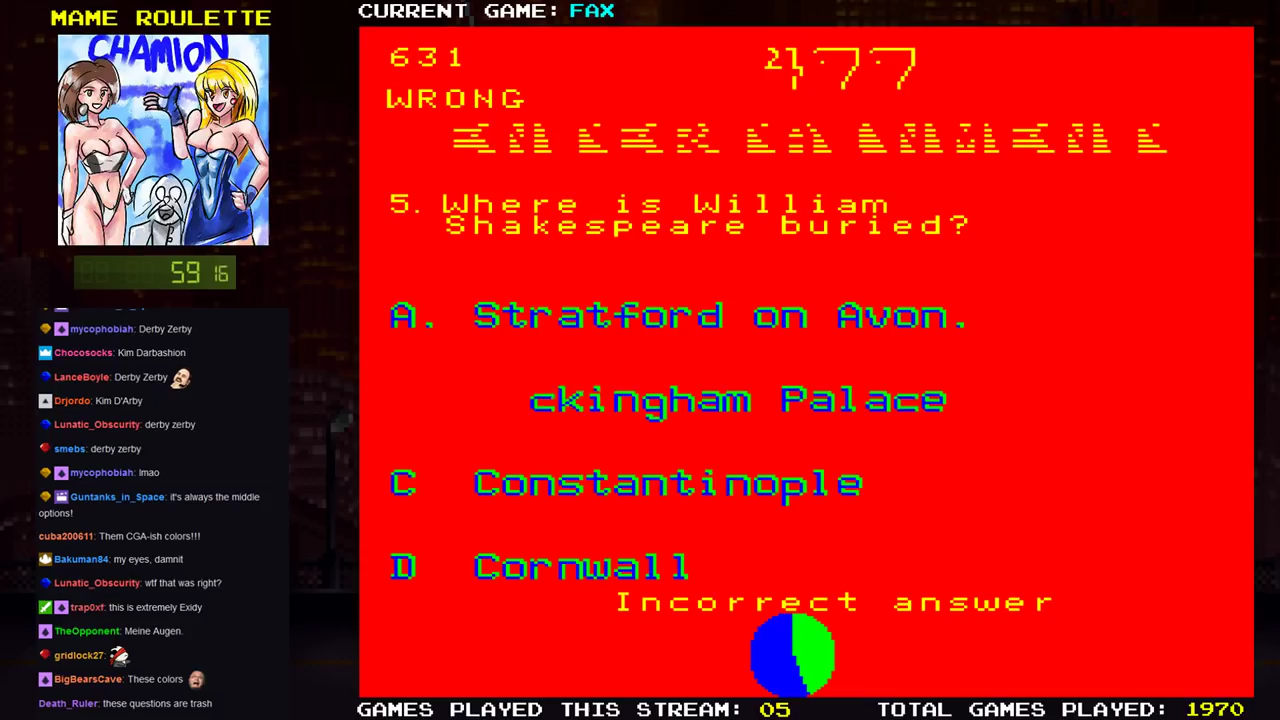 MAME ROULETTE
CURRENT GAME: FAX
CHAMION
59 16
mycophobiah: Derby Zerby
Chocosocks: Kim Darbashion
LanceBoyle: Derby Zerby
Drjordo: Kim D'Arby
Lunatic_Obscurity: derby zerby
smebs: derby zerby
mycophobiah: lmao
Guntanks_in_Space: it's always the middle
options!
cuba200611: Them CGA-ish colors!!!
Bakuman84: my eyes, damnit
Lunatic_Obscurity: wtf that was right?
trap0xf: this is extremely Exidy
TheOpponent: Meine Augen.
gridlock27:
BigBearsCave: These colors
Death_Ruler: these questions are trash
631
WRONG
5. Where is William
Shakespeare buried?
A. Stratford on Avon.
ckingham Palace
C Constantinople
D Cornwall
Incorrect answer
GAMES PLAYED THIS STREAM: 05
TOTAL GAMES PLAYED: 1970